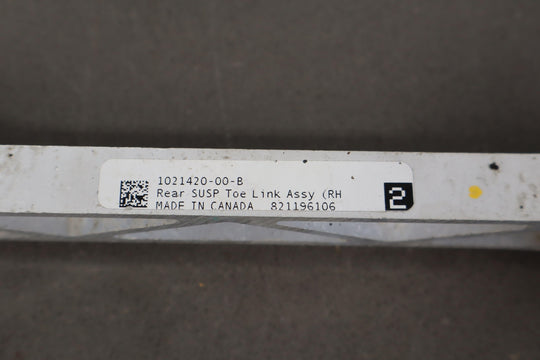 1021420-00-B
Rear SUSP Toe Link Assy (RH
MADE IN CANADA 821196106
2